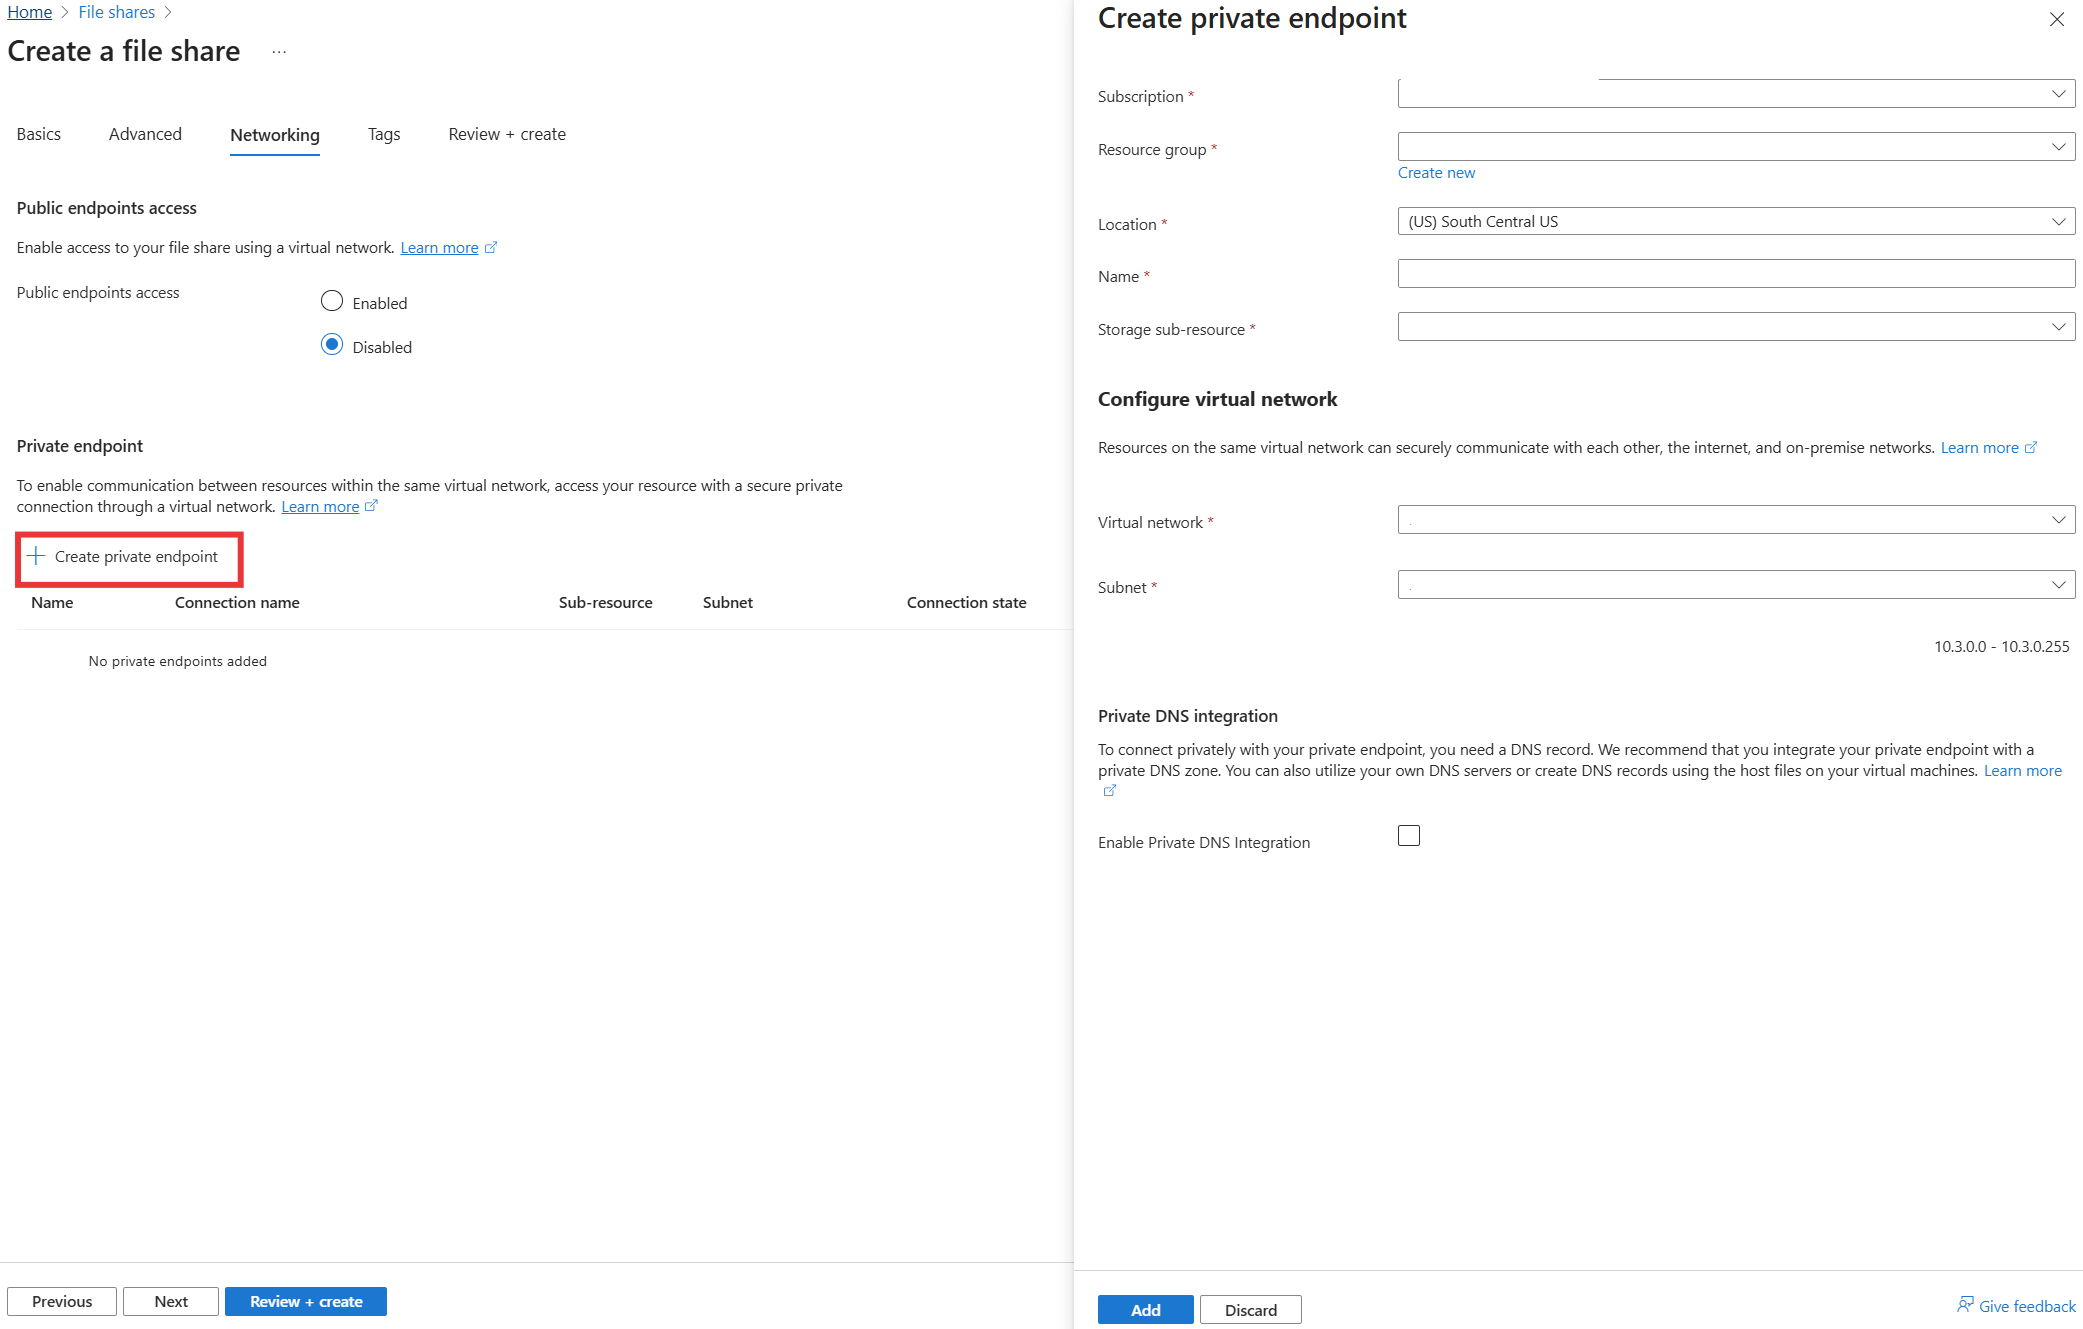 Home > File shares >
Create a file share ...
Basics Advanced Networking Tags Review + create
Public endpoints access
Enable access to your file share using a virtual network. Learn more
Public endpoints access
Enabled
Disabled
Private endpoint
To enable communication between resources within the same virtual network, access your resource with a secure private
connection through a virtual network. Learn more
+ Create private endpoint
Name Connection name Sub-resource Subnet Connection state
No private endpoints added
Previous Next Review + create
Create private endpoint
Subscription *
Resource group *
Create new
Location * (US) South Central US
Name *
Storage sub-resource *
Configure virtual network
Resources on the same virtual network can securely communicate with each other, the internet, and on-premise networks. Learn more
Virtual network *
Subnet *
10.3.0.0 - 10.3.0.255
Private DNS integration
To connect privately with your private endpoint, you need a DNS record. We recommend that you integrate your private endpoint with a
private DNS zone. You can also utilize your own DNS servers or create DNS records using the host files on your virtual machines. Learn more
Enable Private DNS Integration
Add Discard Give feedback